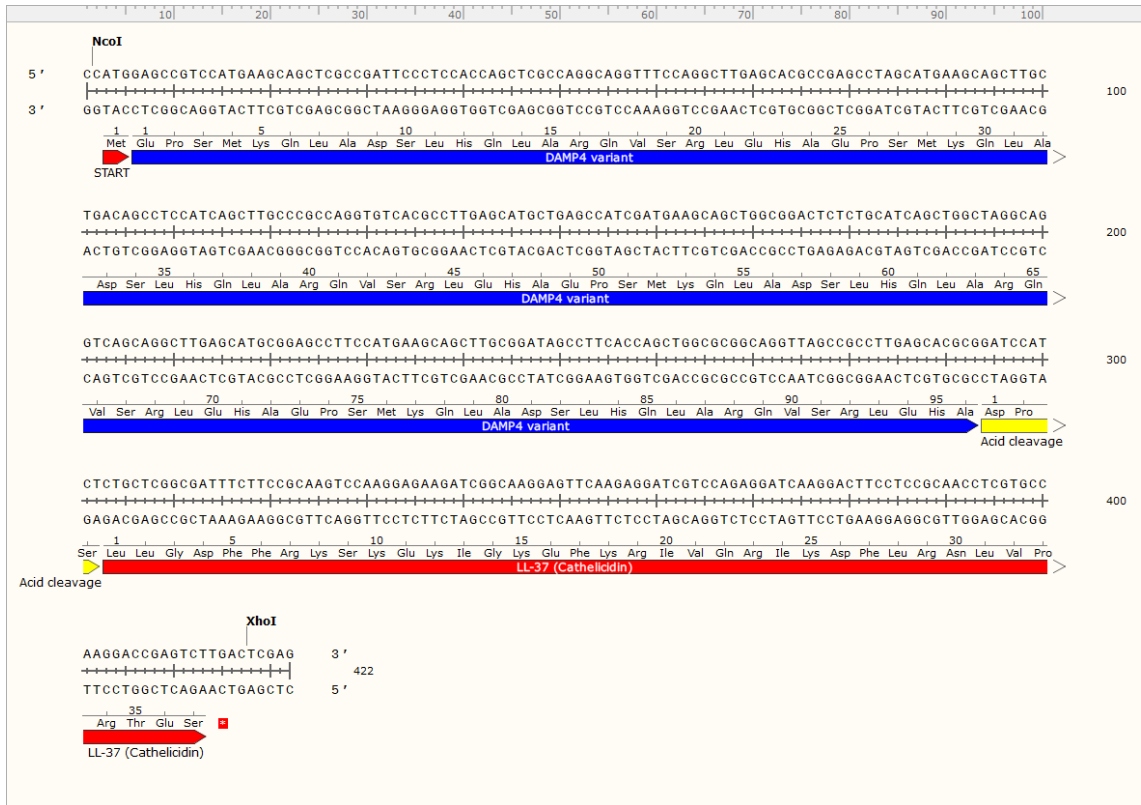 10 20 30 40 50 60 70 80 90 100
NcoI
5' CCATGGAGCCGTCCATGAAGCAGCTCGCCGATTCCCTCCACCAGCTCGCCAGGCAGGTTTCCAGGCTTGAGCACGCCGAGCCTAGCATGAAGCAGCTTGC
100
3' GGTACCTCGGCAGGTACTTCGTCGAGCGGCTAAGGGAGGTGGTCGAGCGGTCCGTCCAAAGGTCCGAACTCGTGCGGCTCGGATCGTACTTCGTCGAACG
1 1 5 10 15 20 25 30
Met Glu Pro Ser Met Lys Gln Leu Ala Asp Ser Leu His Gln Leu Ala Arg Gln Val Ser Arg Leu Glu His Ala Glu Pro Ser Met Lys Gln Leu Ala
DAMP4 variant
START
TGACAGCCTCCATCAGCTTGCCCGCCAGGTGTCACGCCTTGAGCATGCTGAGCCATCGATGAAGCAGCTGGCGGACTCTCTGCATCAGCTGGCTAGGCAG
200
ACTGTCGGAGGTAGTCGAACGGGCGGTCCACAGTGCGGAACTCGTACGACTCGGTAGCTACTTCGTCGACCGCCTGAGAGACGTAGTCGACCGATCCGTC
35 40 45 50 55 60 65
Asp Ser Leu His Gln Leu Ala Arg Gln Val Ser Arg Leu Glu His Ala Glu Pro Ser Met Lys Gln Leu Ala Asp Ser Leu His Gln Leu Ala Arg Gln
DAMP4 variant
GTCAGCAGGCTTGAGCATGCGGAGCCTTCCATGAAGCAGCTTGCGGATAGCCTTCACCAGCTGGCGCGGCAGGTTAGCCGCCTTGAGCACGCGGATCCAT
300
CAGTCGTCCGAACTCGTACGCCTCGGAAGGTACTTCGTCGAACGCCTATCGGAAGTGGTCGACCGCGCCGTCCAATCGGCGGAACTCGTGCGCCTAGGTA
70 75 80 85 90 95 1
Val Ser Arg Leu Glu His Ala Glu Pro Ser Met Lys Gln Leu Ala Asp Ser Leu His Gln Leu Ala Arg Gln Val Ser Arg Leu Glu His Ala Asp Pro
DAMP4 variant
Acid cleavage
CTCTGCTCGGCGATTTCTTCCGCAAGTCCAAGGAGAAGATCGGCAAGGAGTTCAAGAGGATCGTCCAGAGGATCAAGGACTTCCTCCGCAACCTCGTGCC
400
GAGACGAGCCGCTAAAGAAGGCGTTCAGGTTCCTCTTCTAGCCGTTCCTCAAGTTCTCCTAGCAGGTCTCCTAGTTCCTGAAGGAGGCGTTGGAGCACGG
1 5 10 15 20 25 30
Ser Leu Leu Gly Asp Phe Phe Arg Lys Ser Lys Glu Lys Ile Gly Lys Glu Phe Lys Arg Ile Val Gln Arg Ile Lys Asp Phe Leu Arg Asn Leu Val Pro
LL-37 (Cathelicidin)
Acid cleavage
XhoI
AAGGACCGAGTCTTGACTCGAG 3'
422
TTCCTGGCTCAGAACTGAGCTC 5'
35
Arg Thr Glu Ser *
LL-37 (Cathelicidin)